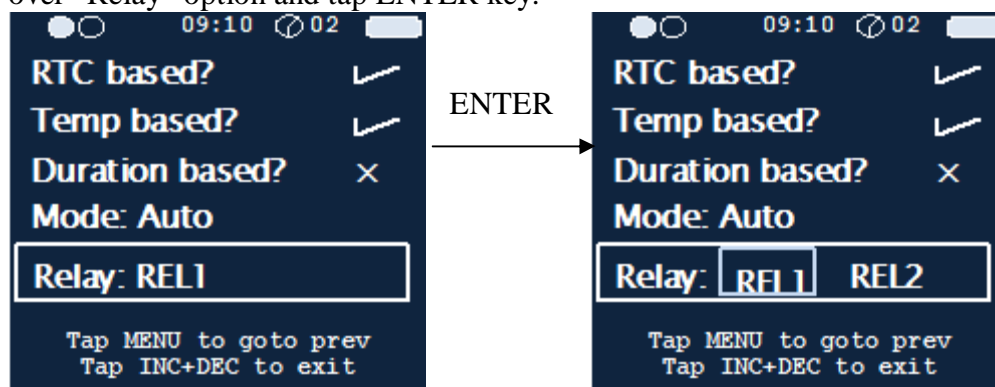 over "Relay" option and tap ENTER key.
09:10 02
RTC based?
Temp based?
Duration based?
Mode: Auto
Relay: REL1
Tap MENU to goto prev
Tap INC+DEC to exit
ENTER
09:10 02
RTC based?
Temp based?
Duration based?
Mode: Auto
Relay: REL1 REL2
Tap MENU to goto prev
Tap INC+DEC to exit